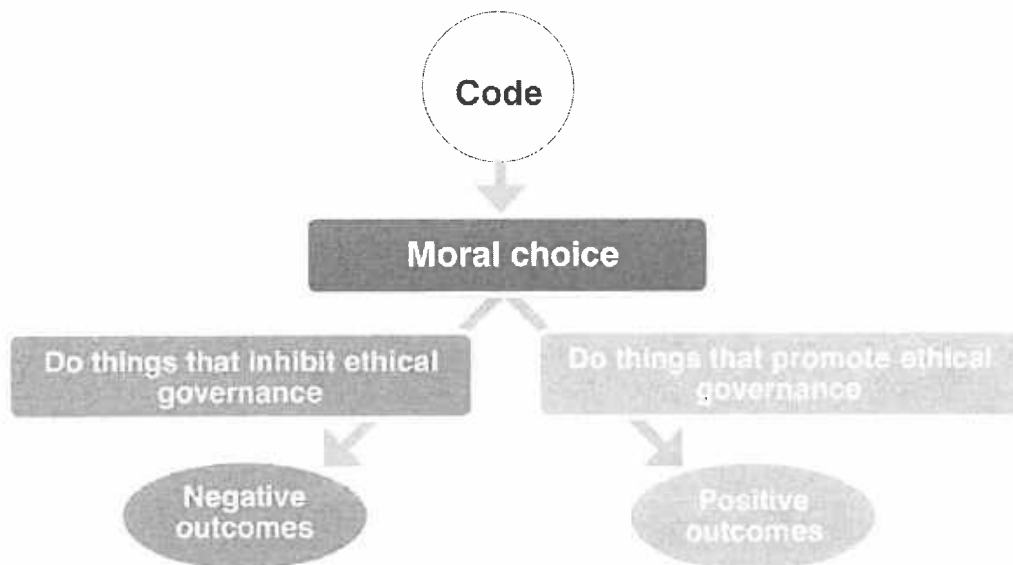 Code
Moral choice
Do things that inhibit ethical
governance
Do things that promote ethical
governance
Negative
outcomes
Positive
outcomes